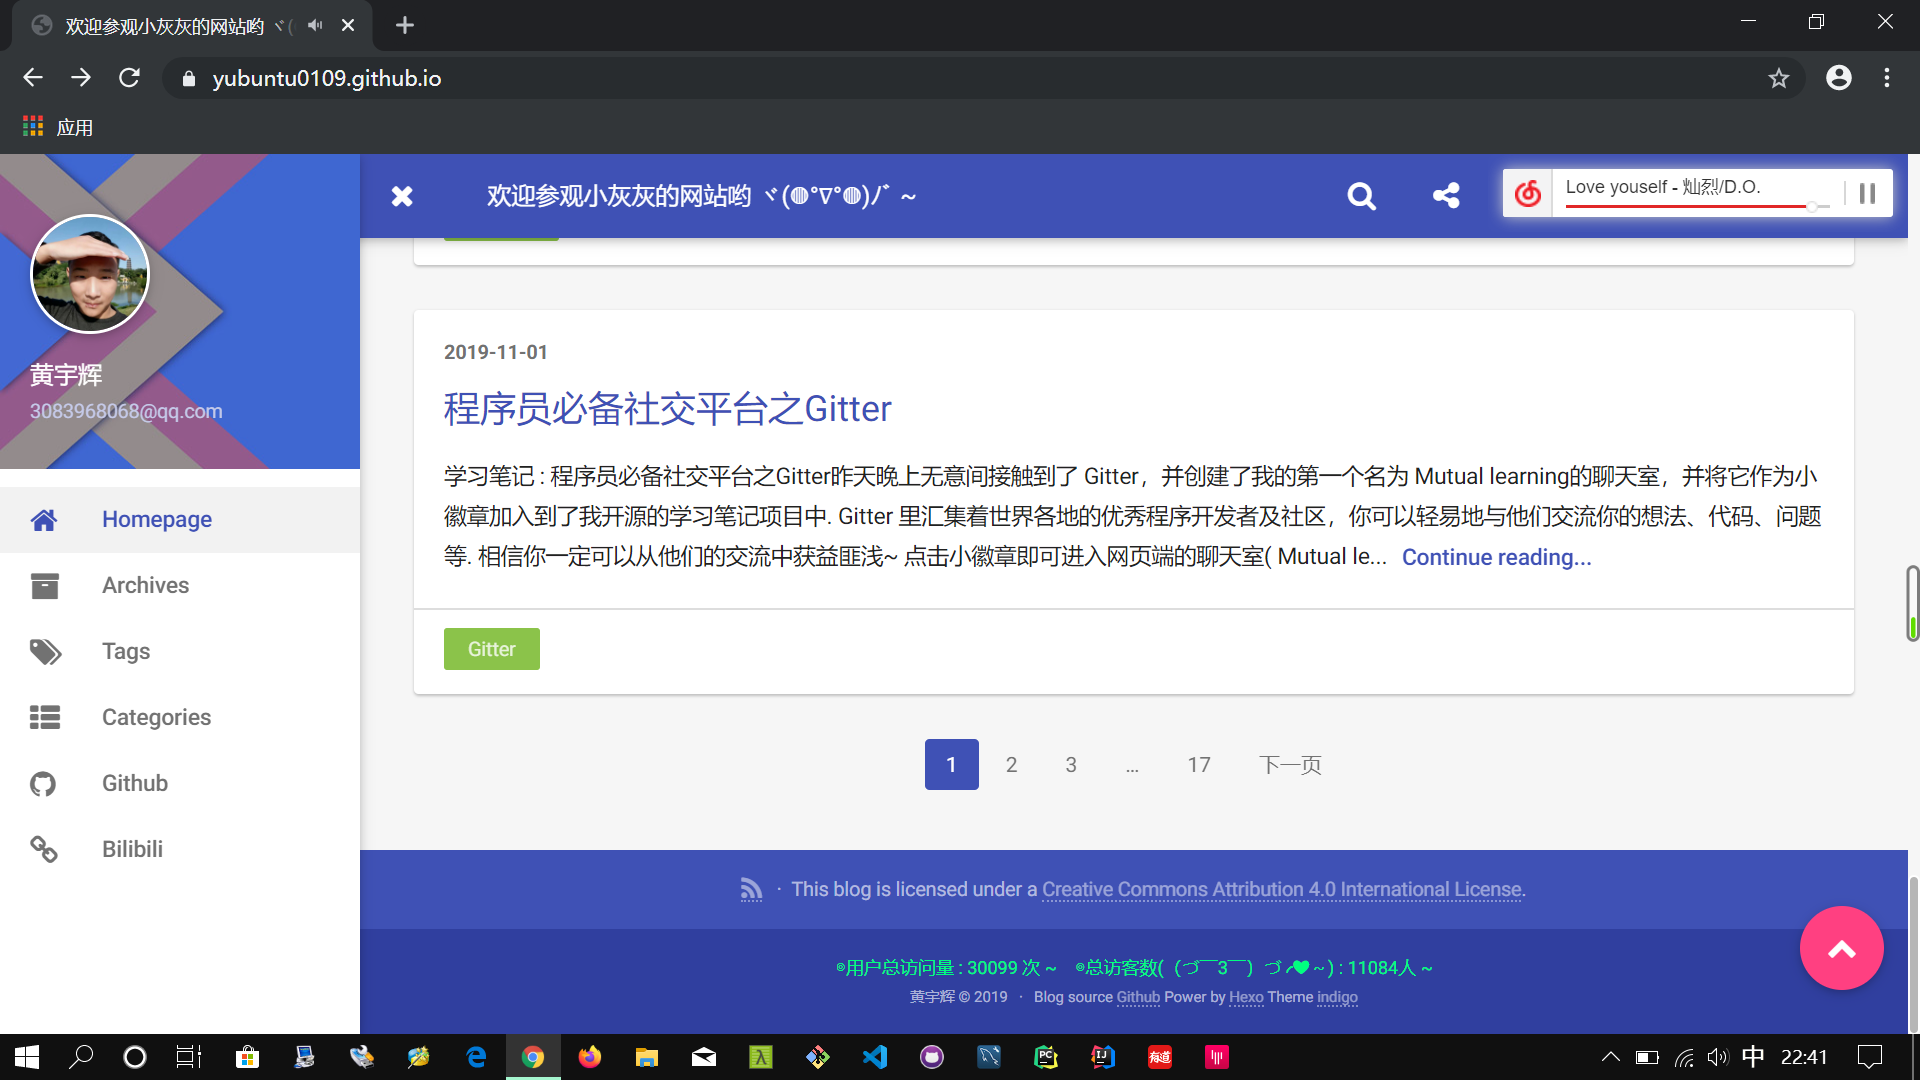 欢迎参观小灰灰的网站哟 ヾ(
yubuntu0109.github.io
应用
欢迎参观小灰灰的网站哟 ヾ(◍°∇°◍)ﾉﾞ ~
Love youself - 灿烈/D.O.
黄宇辉
3083968068@qq.com
Homepage
Archives
Tags
Categories
Github
Bilibili
2019-11-01
程序员必备社交平台之Gitter
学习笔记 : 程序员必备社交平台之Gitter昨天晚上无意间接触到了 Gitter，并创建了我的第一个名为 Mutual learning的聊天室，并将它作为小
徽章加入到了我开源的学习笔记项目中. Gitter 里汇集着世界各地的优秀程序开发者及社区，你可以轻易地与他们交流你的想法、代码、问题
等. 相信你一定可以从他们的交流中获益匪浅~ 点击小徽章即可进入网页端的聊天室( Mutual le... Continue reading...
Gitter
1 2 3 … 17 下一页
· This blog is licensed under a Creative Commons Attribution 4.0 International License.
๏用户总访问量 : 30099 次 ~ ๏总访客数(（づ￣3￣）づ╭❤～) : 11084人 ~
黄宇辉 © 2019 · Blog source Github Power by Hexo Theme indigo
PC
IJ
有道
中
22:41